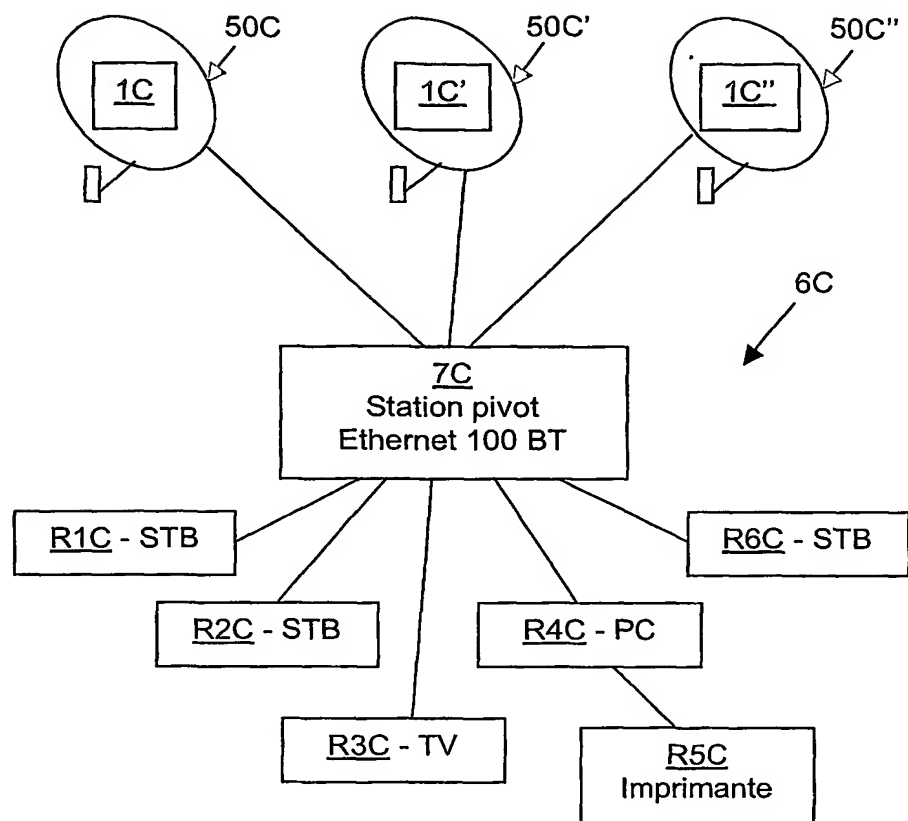 50C
50C'
50C"
1C
1C'
1C"
6C
7C
Station pivot
Ethernet 100 BT
R1C - STB
R6C - STB
R2C - STB
R4C - PC
R3C - TV
R5C
Imprimante